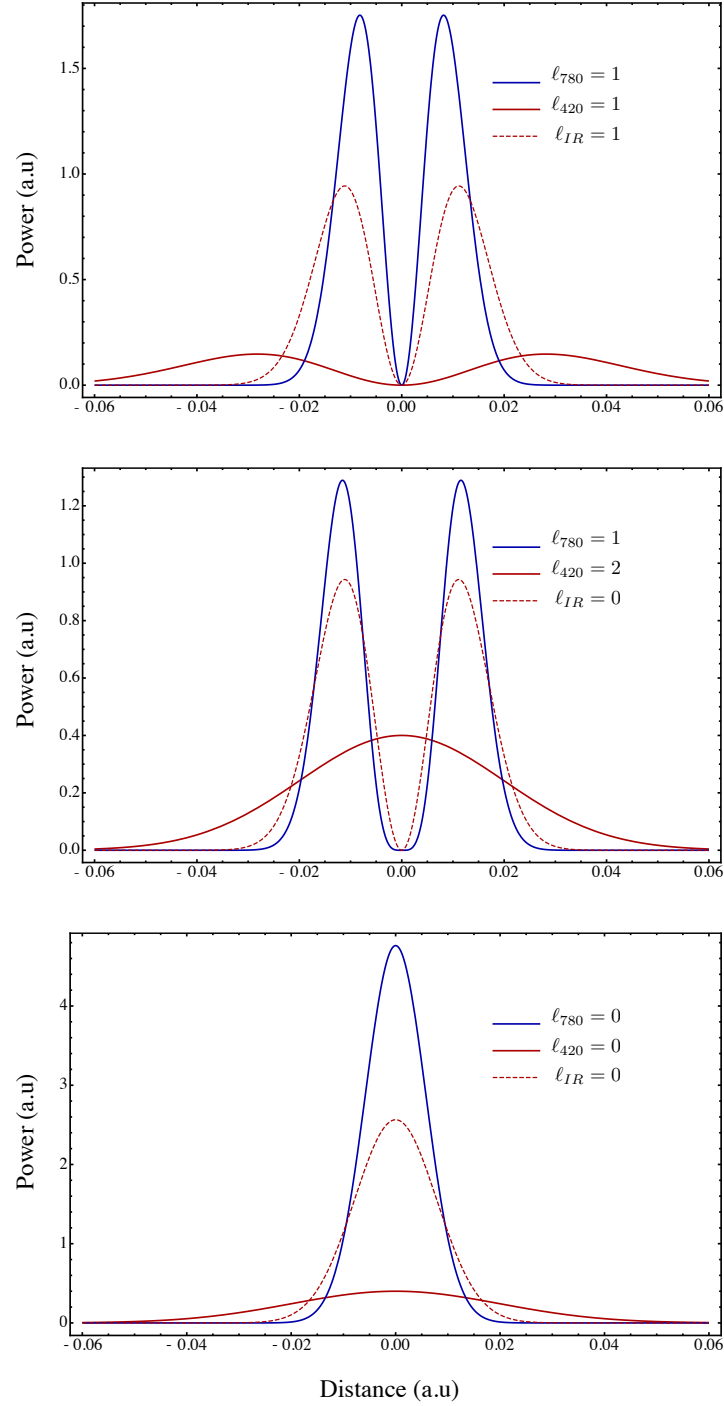 1.5
1.0
0.5
0.0
Power (a.u)
ℓ780 = 1
ℓ420 = 1
ℓIR = 1
- 0.06 - 0.04 - 0.02 0.00 0.02 0.04 0.06
1.2
1.0
0.8
0.6
0.4
0.2
0.0
Power (a.u)
ℓ780 = 1
ℓ420 = 2
ℓIR = 0
- 0.06 - 0.04 - 0.02 0.00 0.02 0.04 0.06
4
3
2
1
0
Power (a.u)
ℓ780 = 0
ℓ420 = 0
ℓIR = 0
- 0.06 - 0.04 - 0.02 0.00 0.02 0.04 0.06
Distance (a.u)